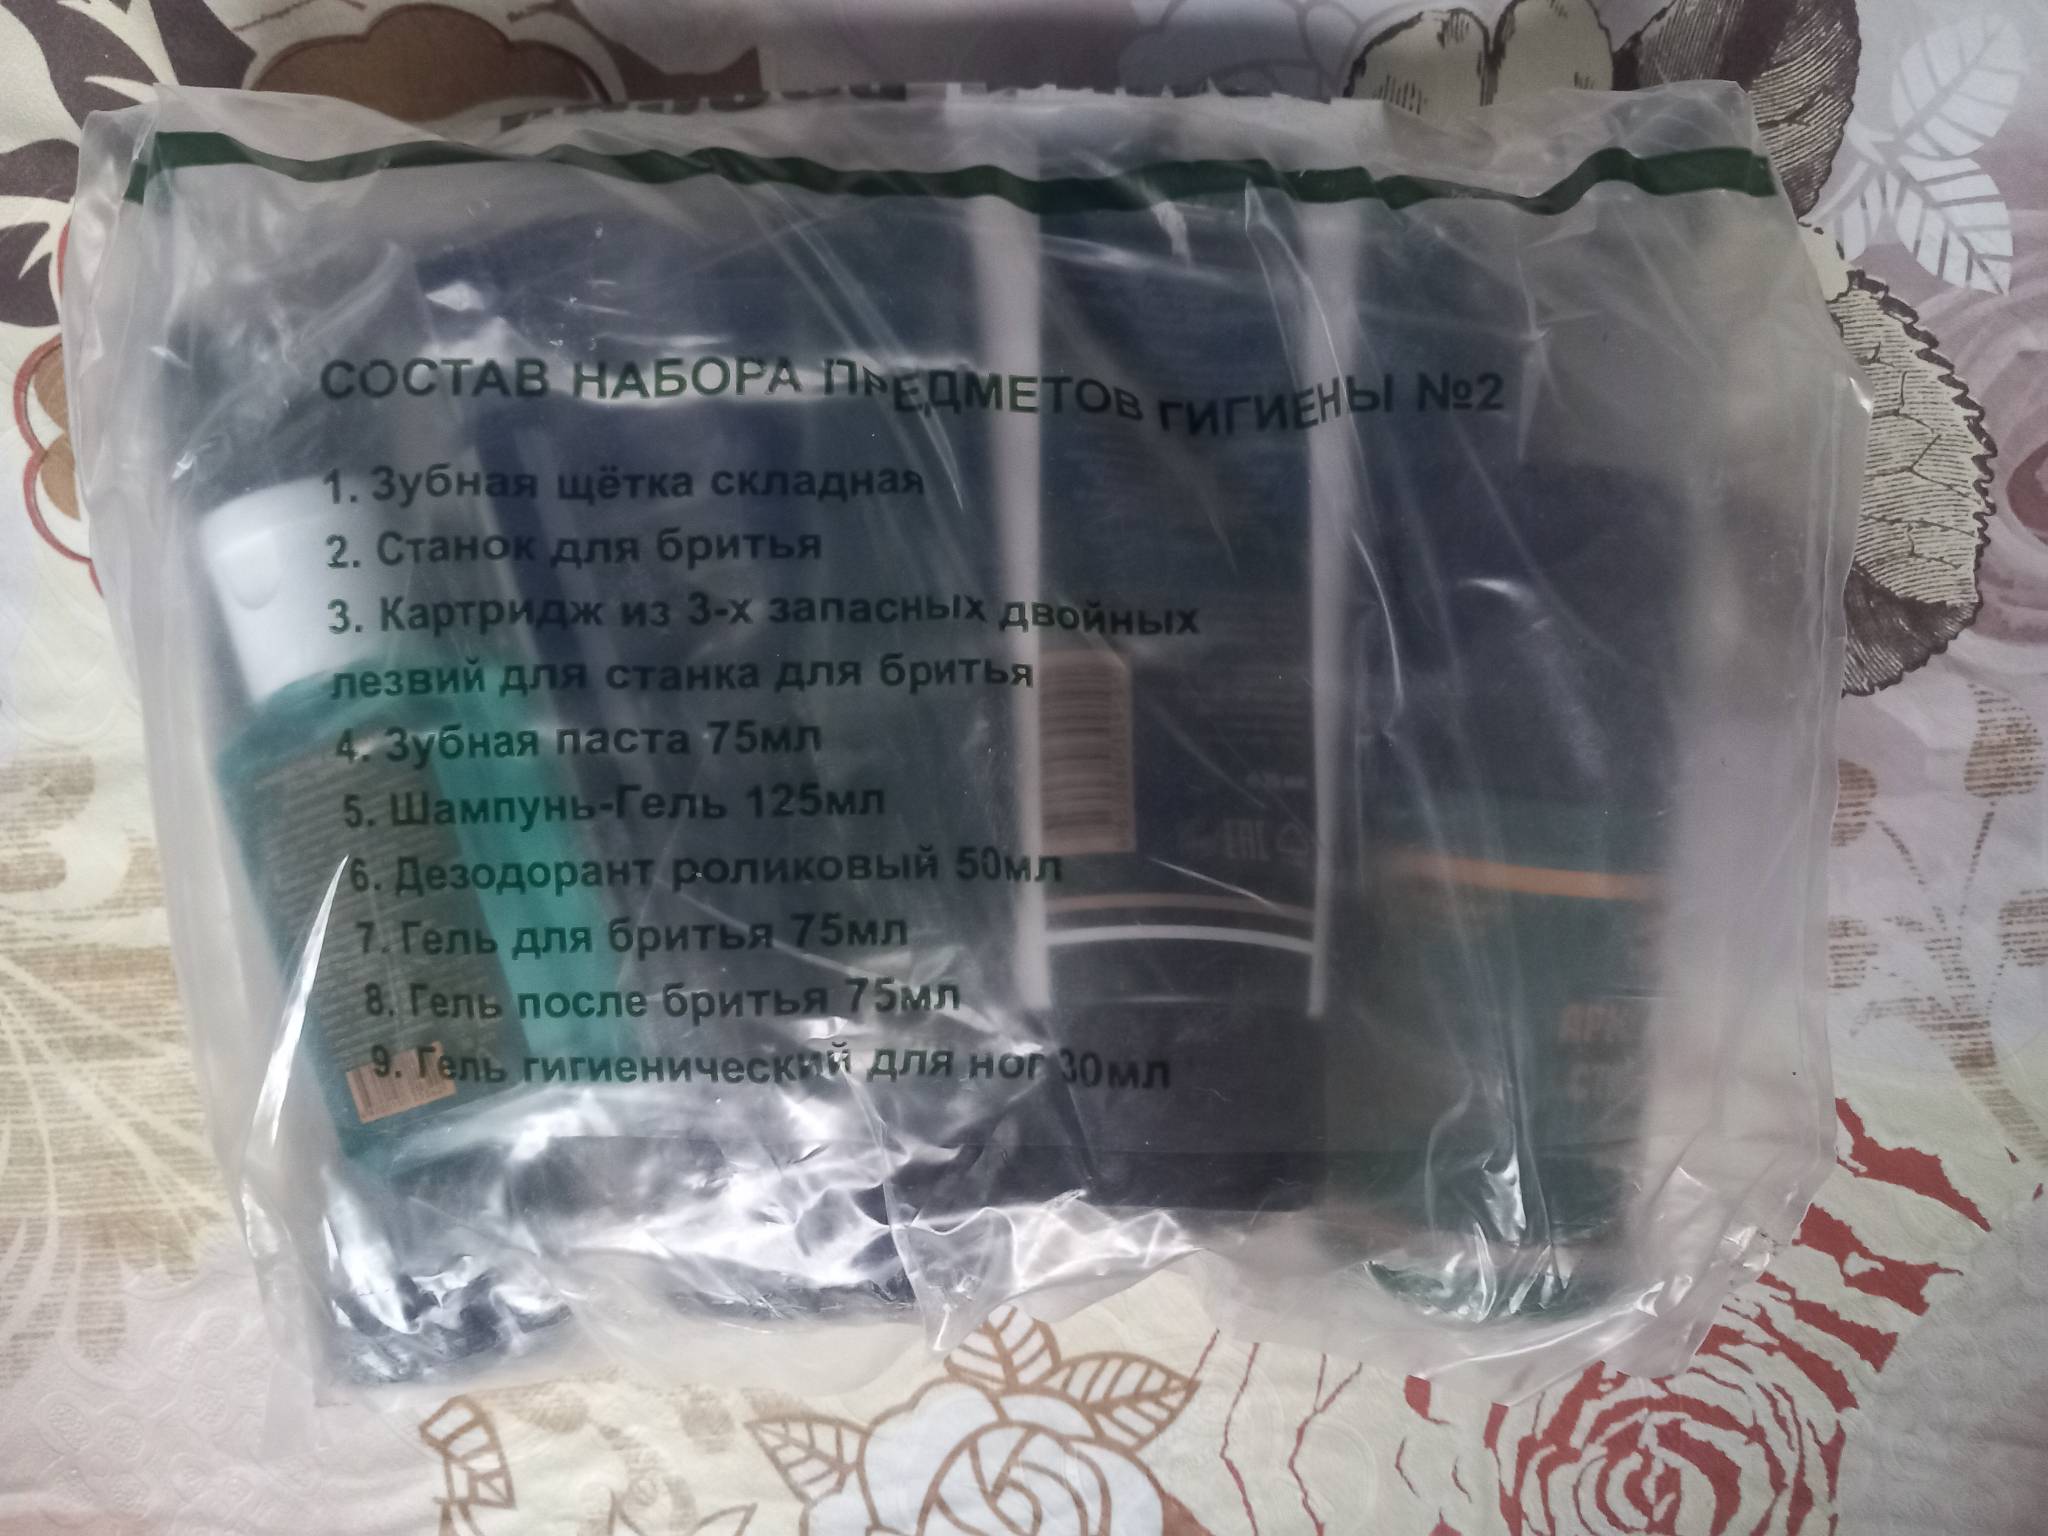 СОСТАВ НАБОРА ПРЕДМЕТОВ ГИГИЕНЫ №2
1. Зубная щётка складная
2. Станок для бритья
3. Картридж из 3-х запасных двойных
лезвий для станка для бритья
4. Зубная паста 75мл
5. Шампунь-Гель 125мл
6. Дезодорант роликовый 50мл
7. Гель для бритья 75мл
8. Гель после бритья 75мл
9. Гель гигиенический для ног 30мл
EAC